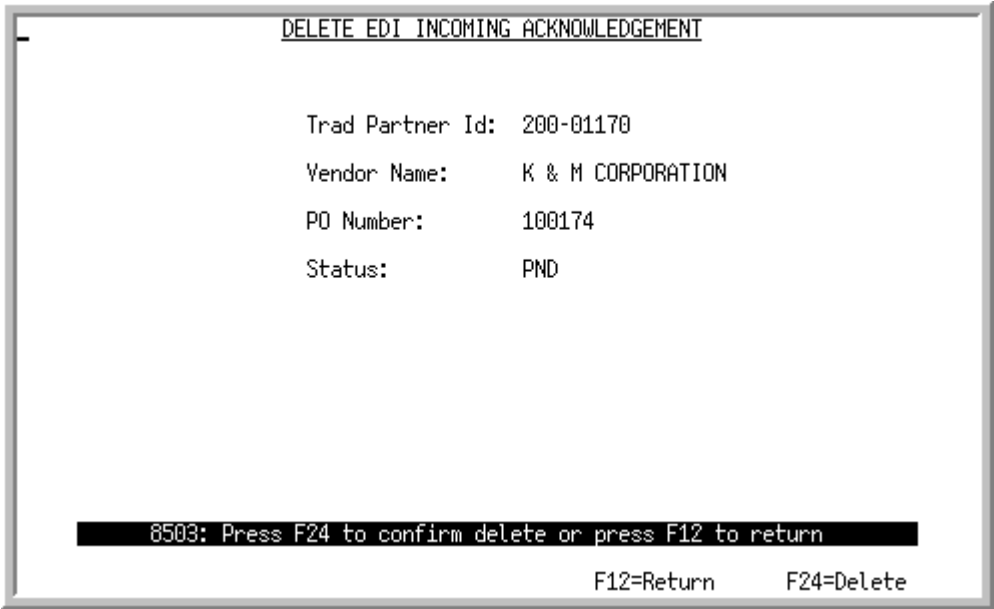 DELETE EDI INCOMING ACKNOWLEDGEMENT
Trad Partner Id: 200-01170
Vendor Name: K & M CORPORATION
PO Number: 100174
Status: PND
8503: Press F24 to confirm delete or press F12 to return
F12=Return F24=Delete